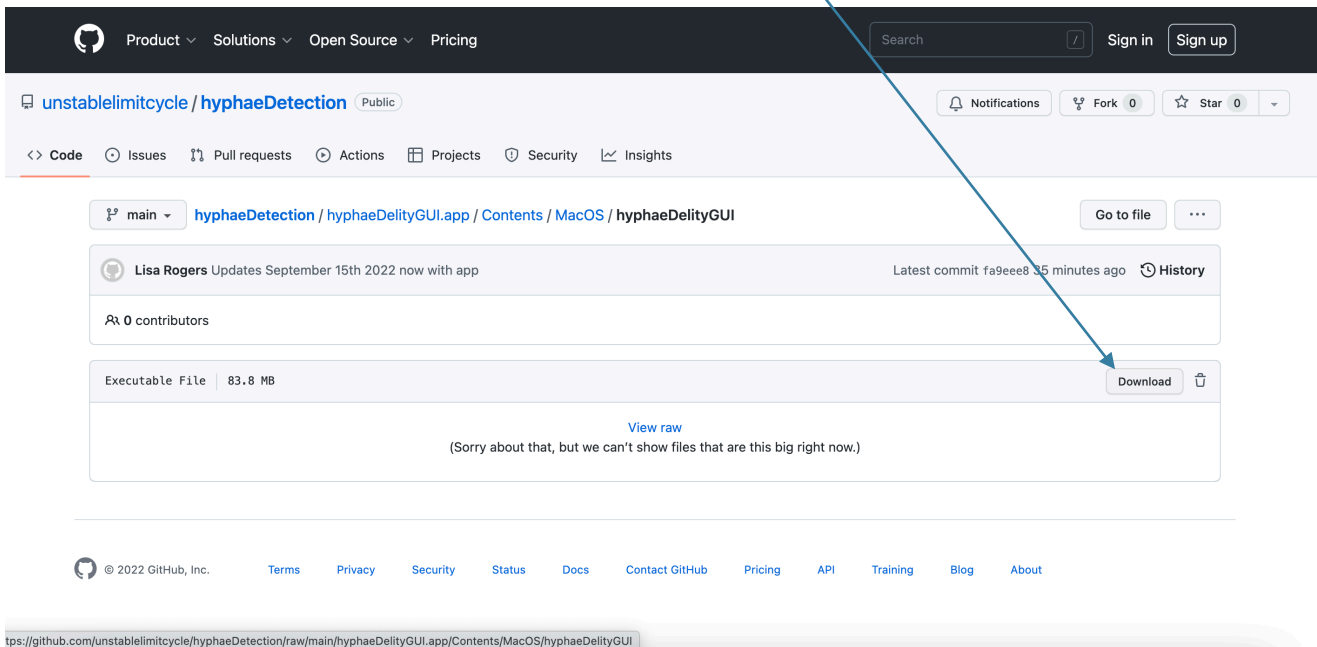 Product Solutions Open Source Pricing Search / Sign in Sign up
unstablelimitcycle / hyphaeDetection Public Notifications Fork 0 Star 0
Code Issues Pull requests Actions Projects Security Insights
main hyphaeDetection / hyphaeDelityGUI.app / Contents / MacOS / hyphaeDelityGUI Go to file ...
Lisa Rogers Updates September 15th 2022 now with app Latest commit fa9eee8 35 minutes ago History
0 contributors
Executable File 83.8 MB Download
View raw
(Sorry about that, but we can't show files that are this big right now.)
© 2022 GitHub, Inc. Terms Privacy Security Status Docs Contact GitHub Pricing API Training Blog About
tps://github.com/unstablelimitcycle/hyphaeDetection/raw/main/hyphaeDelityGUI.app/Contents/MacOS/hyphaeDelityGUI